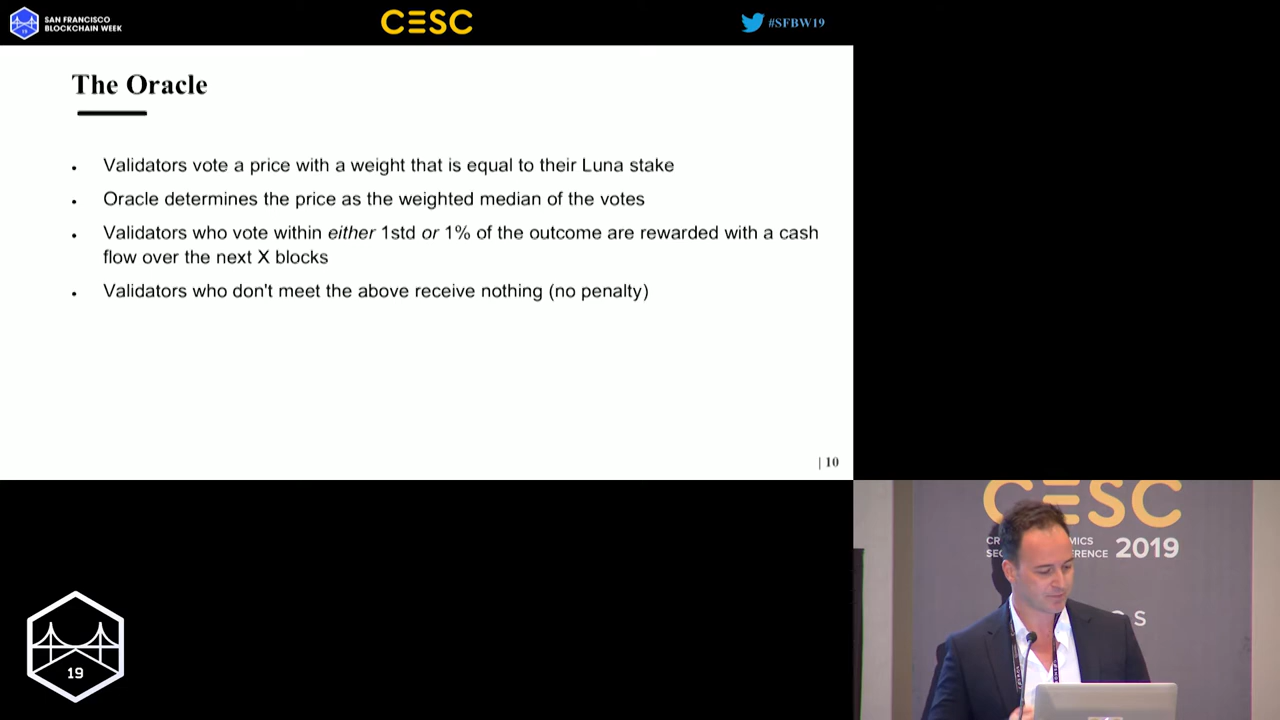 SAN FRANCISCO
BLOCKCHAIN WEEK
19
CESC
#SFBW19
The Oracle
• Validators vote a price with a weight that is equal to their Luna stake
• Oracle determines the price as the weighted median of the votes
• Validators who vote within either 1std or 1% of the outcome are rewarded with a cash
flow over the next X blocks
• Validators who don't meet the above receive nothing (no penalty)
| 10
CESC
2019
19